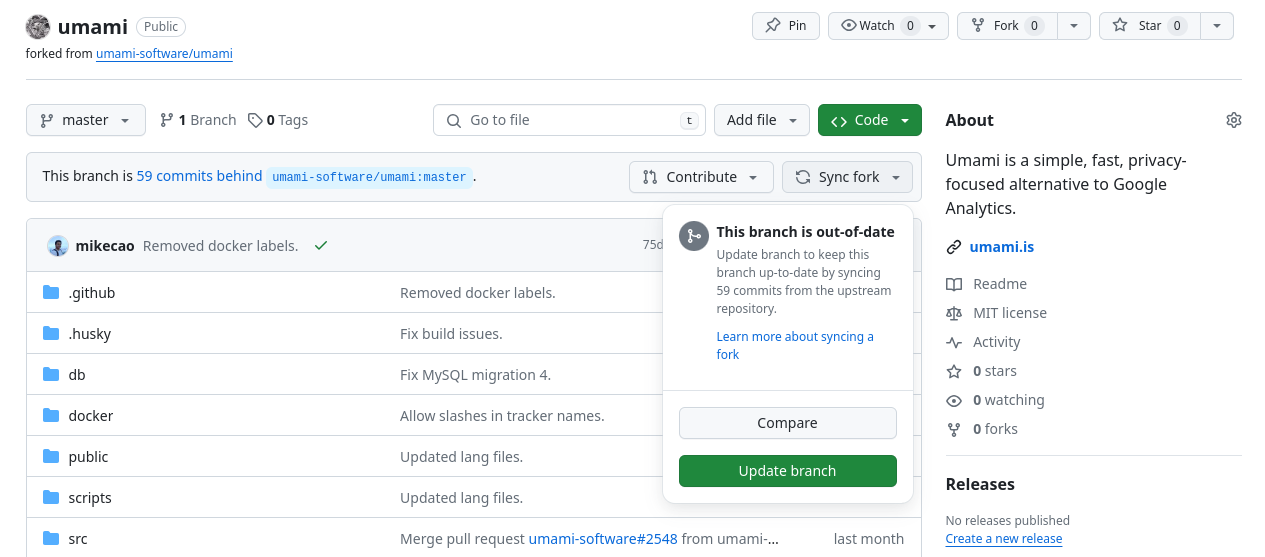 umami Public Pin Watch 0 Fork 0 Star 0
forked from umami-software/umami
master 1 Branch 0 Tags Go to file t Add file Code
This branch is 59 commits behind umami-software/umami:master. Contribute Sync fork
mikecao Removed docker labels. 75d
.github Removed docker labels.
.husky Fix build issues.
db Fix MySQL migration 4.
docker Allow slashes in tracker names.
public Updated lang files.
scripts Updated lang files.
src Merge pull request umami-software#2548 from umami-... last month
This branch is out-of-date
Update branch to keep this
branch up-to-date by syncing
59 commits from the upstream
repository.
Learn more about syncing a
fork
Compare
Update branch
About
Umami is a simple, fast, privacy-
focused alternative to Google
Analytics.
umami.is
Readme
MIT license
Activity
0 stars
0 watching
0 forks
Releases
No releases published
Create a new release